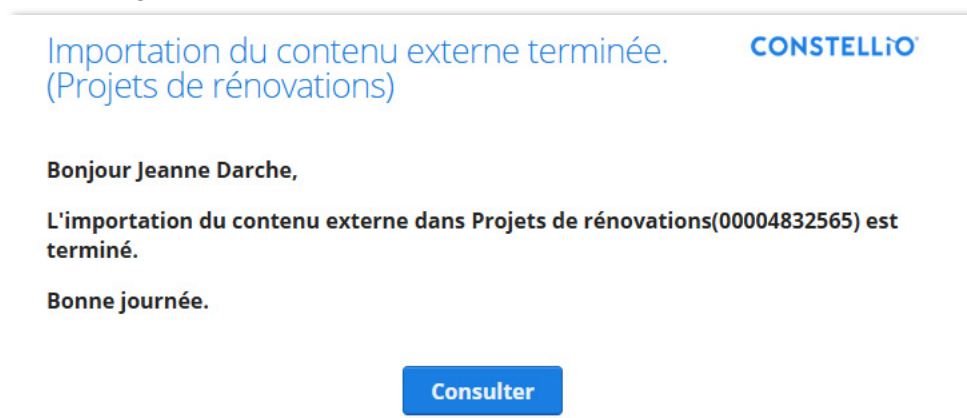 Importation du contenu externe terminée.
(Projets de rénovations)
CONSTELLiO
Bonjour Jeanne Darche,
L'importation du contenu externe dans Projets de rénovations(00004832565) est
terminé.
Bonne journée.
Consulter